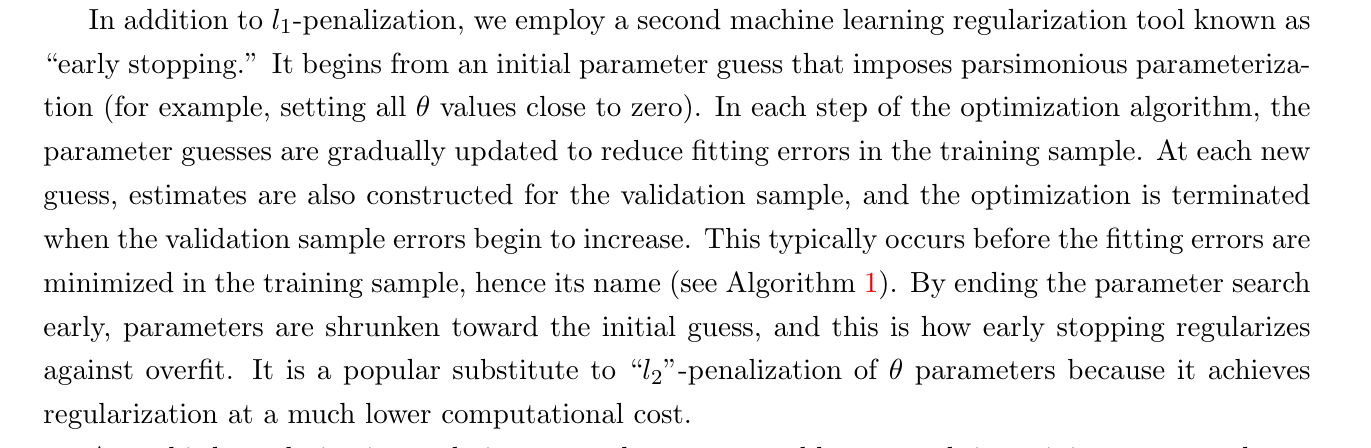 In addition to l1-penalization, we employ a second machine learning regularization tool known as
“early stopping.” It begins from an initial parameter guess that imposes parsimonious parameteriza-
tion (for example, setting all θ values close to zero). In each step of the optimization algorithm, the
parameter guesses are gradually updated to reduce fitting errors in the training sample. At each new
guess, estimates are also constructed for the validation sample, and the optimization is terminated
when the validation sample errors begin to increase. This typically occurs before the fitting errors are
minimized in the training sample, hence its name (see Algorithm 1). By ending the parameter search
early, parameters are shrunken toward the initial guess, and this is how early stopping regularizes
against overfit. It is a popular substitute to “l2”-penalization of θ parameters because it achieves
regularization at a much lower computational cost.